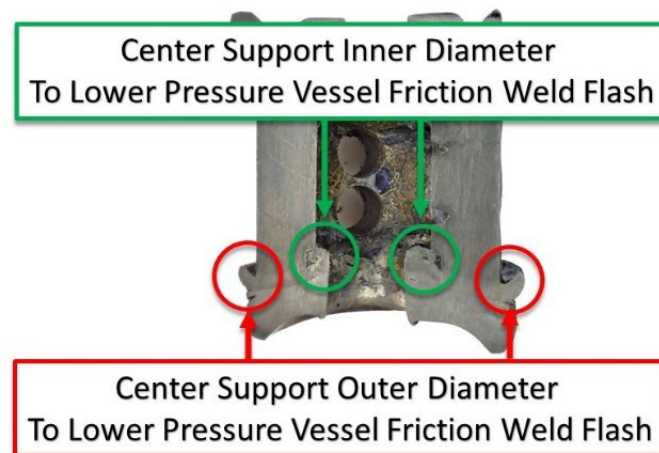 Center Support Inner Diameter
To Lower Pressure Vessel Friction Weld Flash
Center Support Outer Diameter
To Lower Pressure Vessel Friction Weld Flash